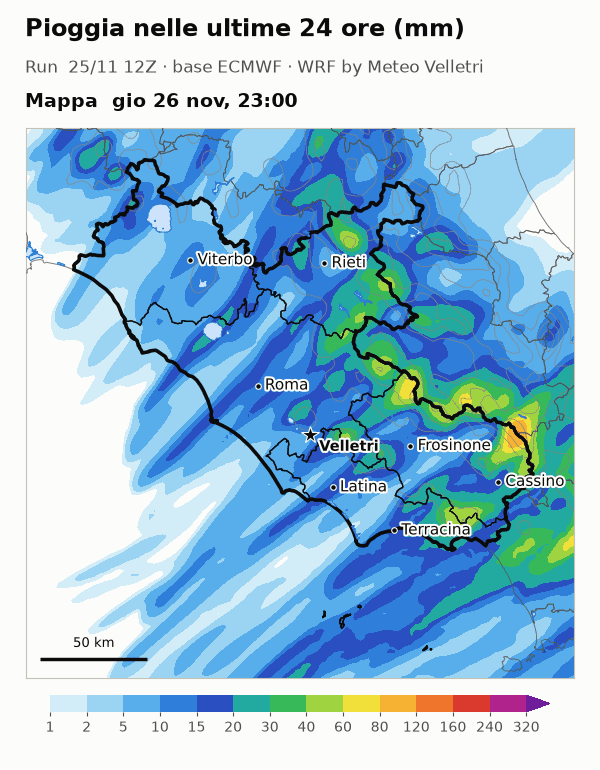 Pioggia nelle ultime 24 ore (mm)
Run  25/11 12Z · base ECMWF · WRF by Meteo Velletri
Mappa  gio 26 nov, 23:00
Viterbo
Rieti
Roma
Velletri
Frosinone
Latina
Cassino
Terracina
50 km
1 2 5 10 15 20 30 40 60 80 120 160 240 320